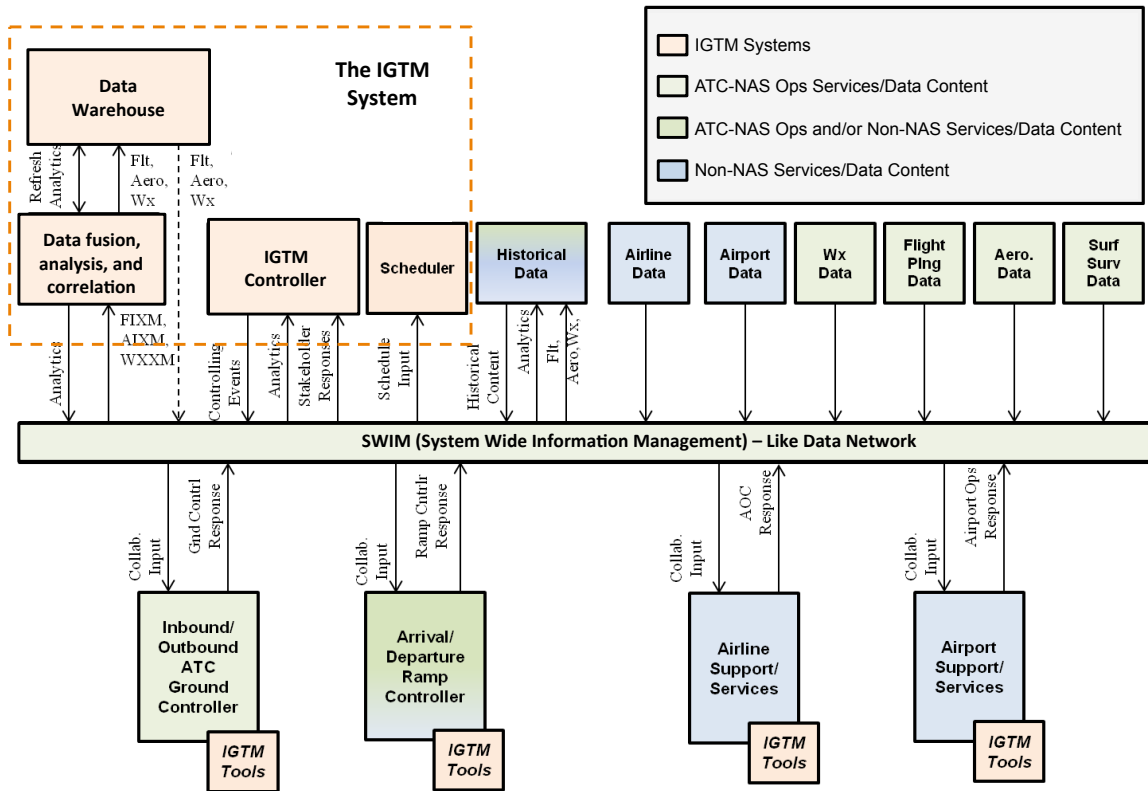 Data
Warehouse
The IGTM
System
IGTM Systems
ATC-NAS Ops Services/Data Content
ATC-NAS Ops and/or Non-NAS Services/Data Content
Non-NAS Services/Data Content
Refresh
Analytics
Flt,
Aero,
Wx
Flt,
Aero,
Wx
Data fusion,
analysis, and
correlation
IGTM
Controller
Scheduler
Historical
Data
Airline
Data
Airport
Data
Wx
Data
Flight
Plng
Data
Aero.
Data
Surf
Surv
Data
Analytics
FIXM,
AIXM,
WXXM
Controlling
Events
Analytics
Stakeholder
Responses
Schedule
Input
Historical
Content
Analytics
Flt,
Aero,Wx,
SWIM (System Wide Information Management) – Like Data Network
Collab.
Input
Gnd Contrl
Response
Collab.
Input
Ramp Cntrlr
Response
Collab.
Input
AOC
Response
Collab.
Input
Airport Ops
Response
Inbound/
Outbound
ATC
Ground
Controller
IGTM
Tools
Arrival/
Departure
Ramp
Controller
IGTM
Tools
Airline
Support/
Services
IGTM
Tools
Airport
Support/
Services
IGTM
Tools